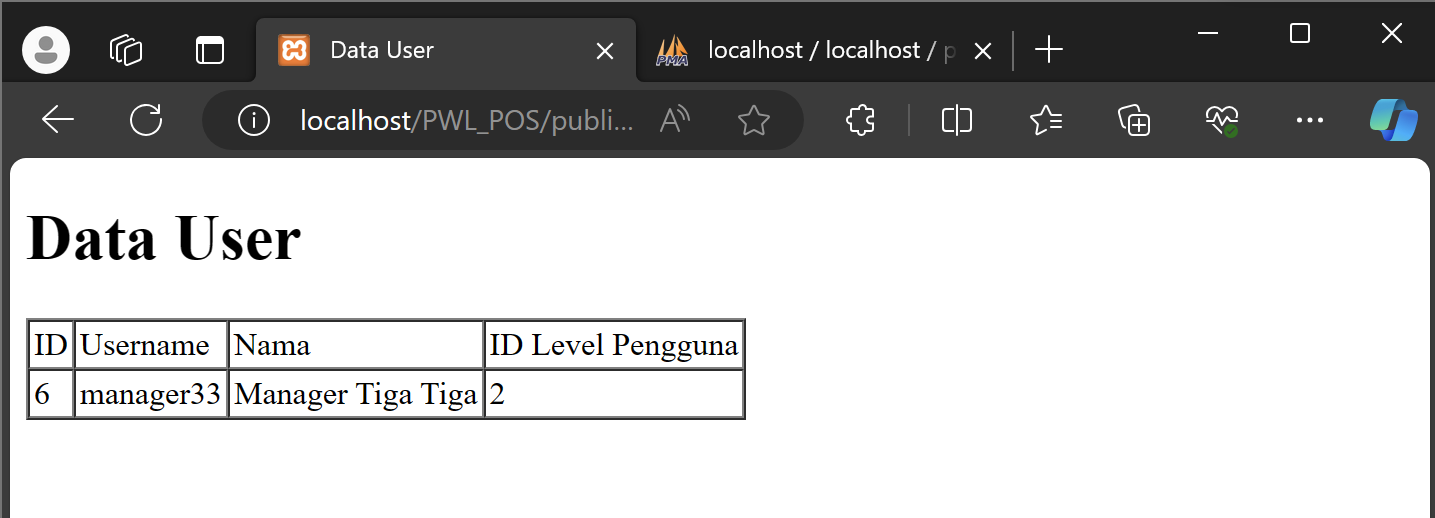 Data User
localhost / localhost / p
localhost/PWL_POS/publi...
Data User
ID Username Nama ID Level Pengguna
6 manager33 Manager Tiga Tiga 2